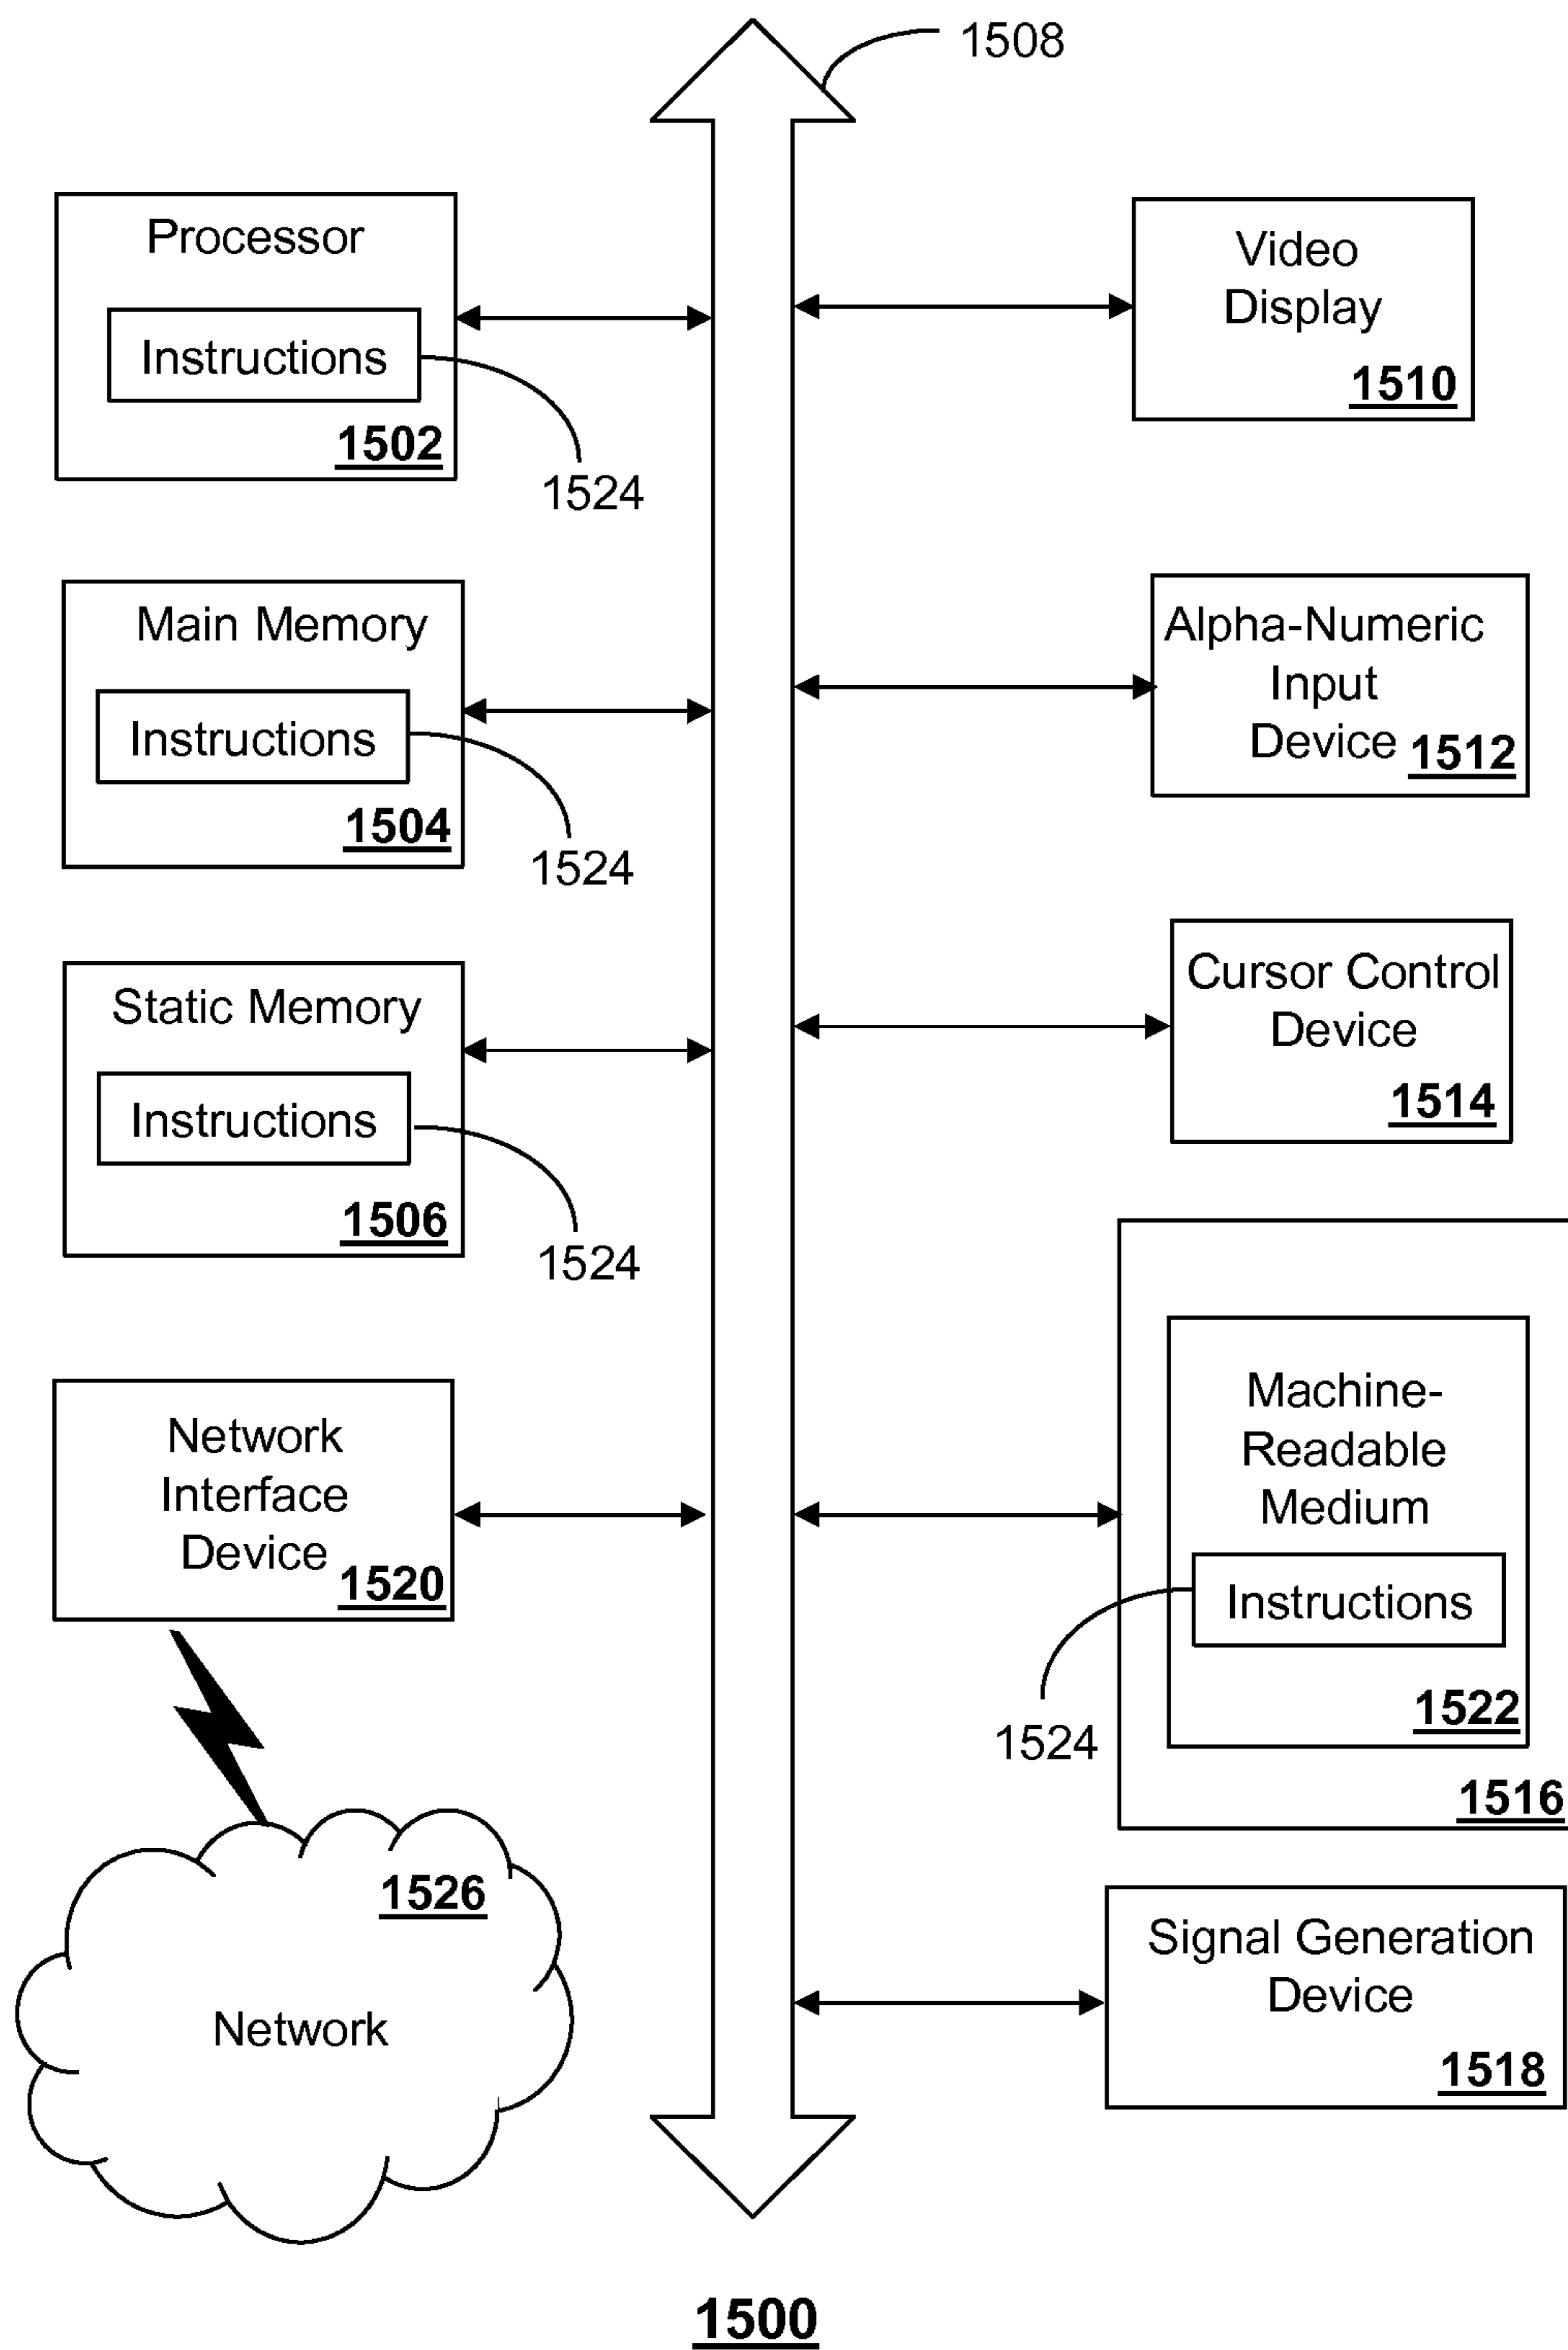 1508
Processor
Instructions
1502
1524
Video
Display
1510
Main Memory
Instructions
1504
1524
Alpha-Numeric
Input
Device 1512
Static Memory
Instructions
1506
1524
Cursor Control
Device
1514
Network
Interface
Device
1520
Machine-
Readable
Medium
Instructions
1522
1524
1516
1526
Network
Signal Generation
Device
1518
1500